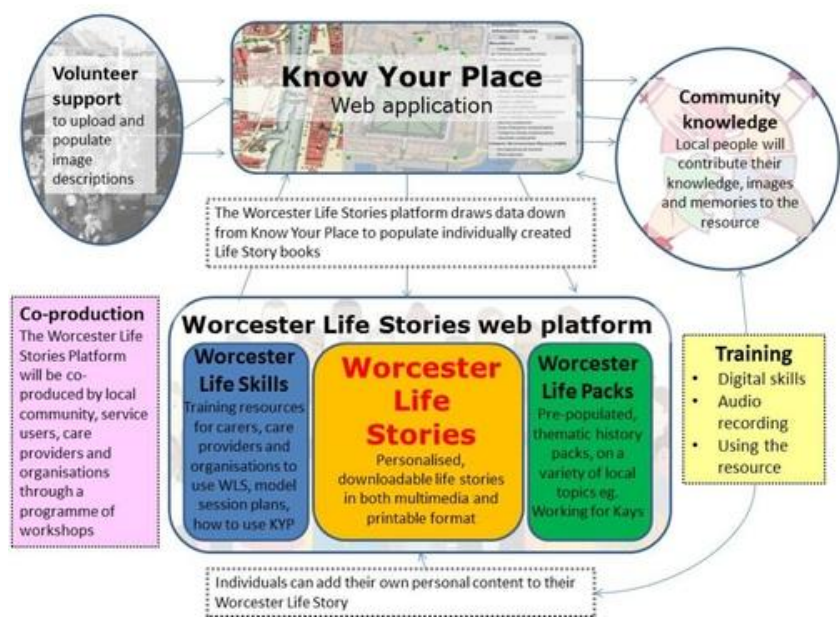 Volunteer
support
to upload and
populate
image
descriptions
Know Your Place
Web application
Community
knowledge
Local people will
contribute their
knowledge, images
and memories to the
resource
The Worcester Life Stories platform draws data down
from Know Your Place to populate individually created
Life Story books
Co-production
The Worcester Life
Stories Platform
will be co-
produced by local
community, service
users, care
providers and
organisations
through a
programme of
workshops
Worcester Life Stories web platform
Worcester
Life Skills
Training resources
for carers, care
providers and
organisations to
use WLS, model
session plans,
how to use KYP
Worcester
Life
Stories
Personalised,
downloadable life stories
in both multimedia and
printable format
Worcester
Life Packs
Pre-populated,
thematic history
packs, on a
variety of local
topics eg.
Working for Kays
Training
• Digital skills
• Audio
recording
• Using the
resource
Individuals can add their own personal content to their
Worcester Life Story